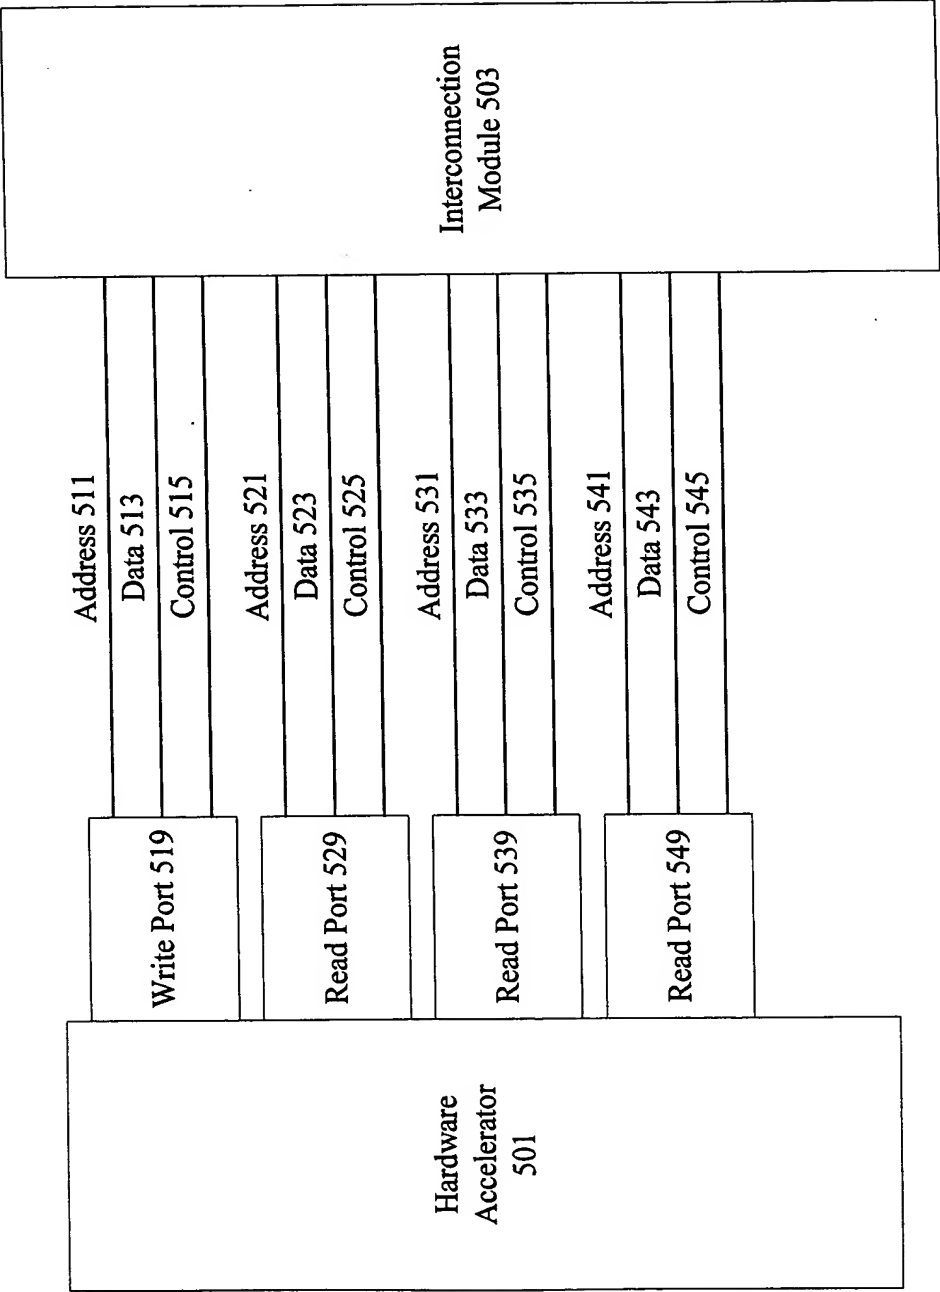 Hardware
Accelerator
501
Write Port 519
Read Port 529
Read Port 539
Read Port 549
Address 511
Data 513
Control 515
Address 521
Data 523
Control 525
Address 531
Data 533
Control 535
Address 541
Data 543
Control 545
Interconnection
Module 503